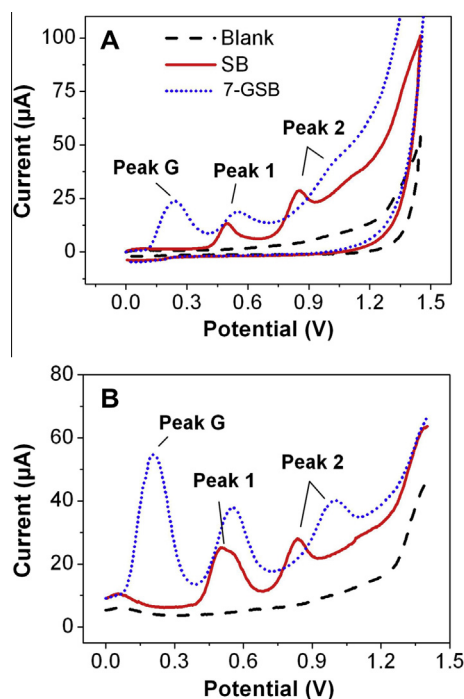 A
Blank
SB
7-GSB
Peak G
Peak 1
Peak 2
100
75
50
25
0
Current (µA)
0.0 0.3 0.6 0.9 1.2 1.5
Potential (V)
B
Peak G
Peak 1
Peak 2
80
60
40
20
0
Current (µA)
0.0 0.3 0.6 0.9 1.2 1.5
Potential (V)